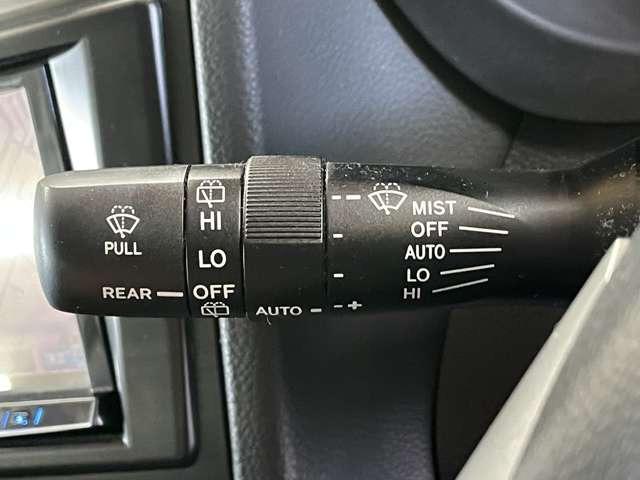 PULL
REAR
HI
LO
OFF
AUTO
- - +
MIST
OFF
AUTO
LO
HI